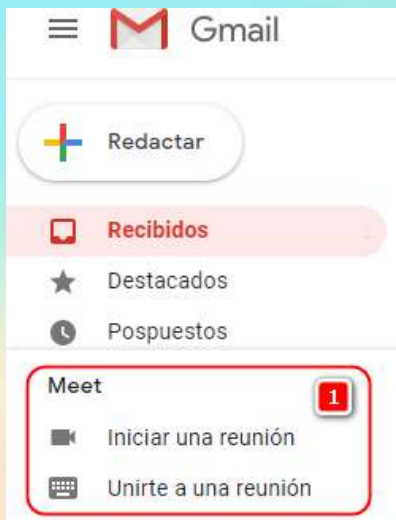 Gmail
Redactar
Recibidos
Destacados
Pospuestos
Meet
1
Iniciar una reunión
Unirte a una reunión